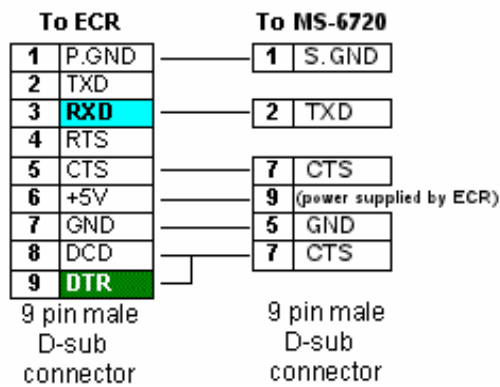 To ECR To MS-6720
1 P.GND 1 S.GND
2 TXD
3 RXD 2 TXD
4 RTS
5 CTS 7 CTS
6 +5V 9 (power supplied by ECR)
7 GND 5 GND
8 DCD 7 CTS
9 DTR
9 pin male 9 pin male
D-sub D-sub
connector connector